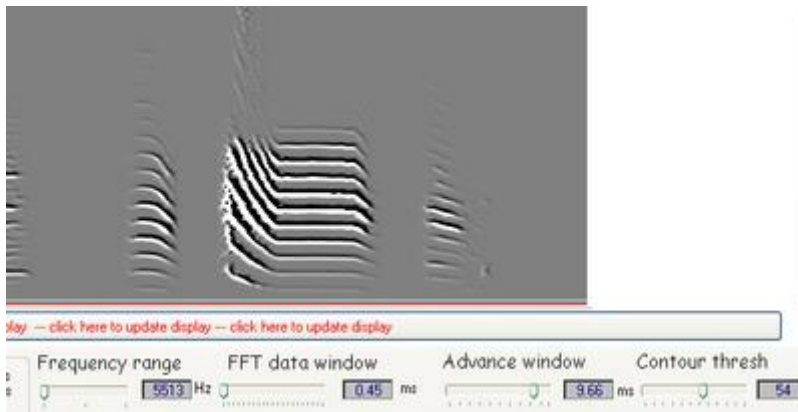 play -- click here to update display -- click here to update display
Frequency range FFT data window Advance window Contour thresh
5513 Hz 0.45 ms 9.66 ms 54